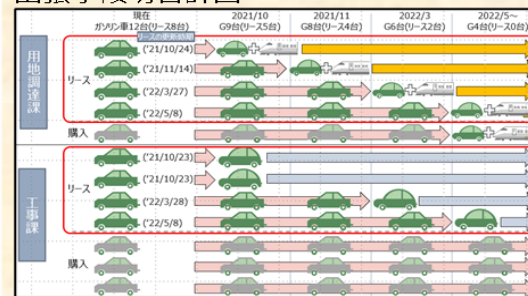 現在
ガソリン車12台(リース8台)
2021/10
G9台(リース5台)
2021/11
G8台(リース4台)
2022/3
G6台(リース2台)
2022/5~
G4台(リース0台)
リースの更新時期
用地調達課
リース
('21/10/24)
('21/11/14)
('22/3/27)
('22/5/8)
購入
工事課
リース
('21/10/23)
('21/10/23)
('22/3/28)
('22/5/8)
購入